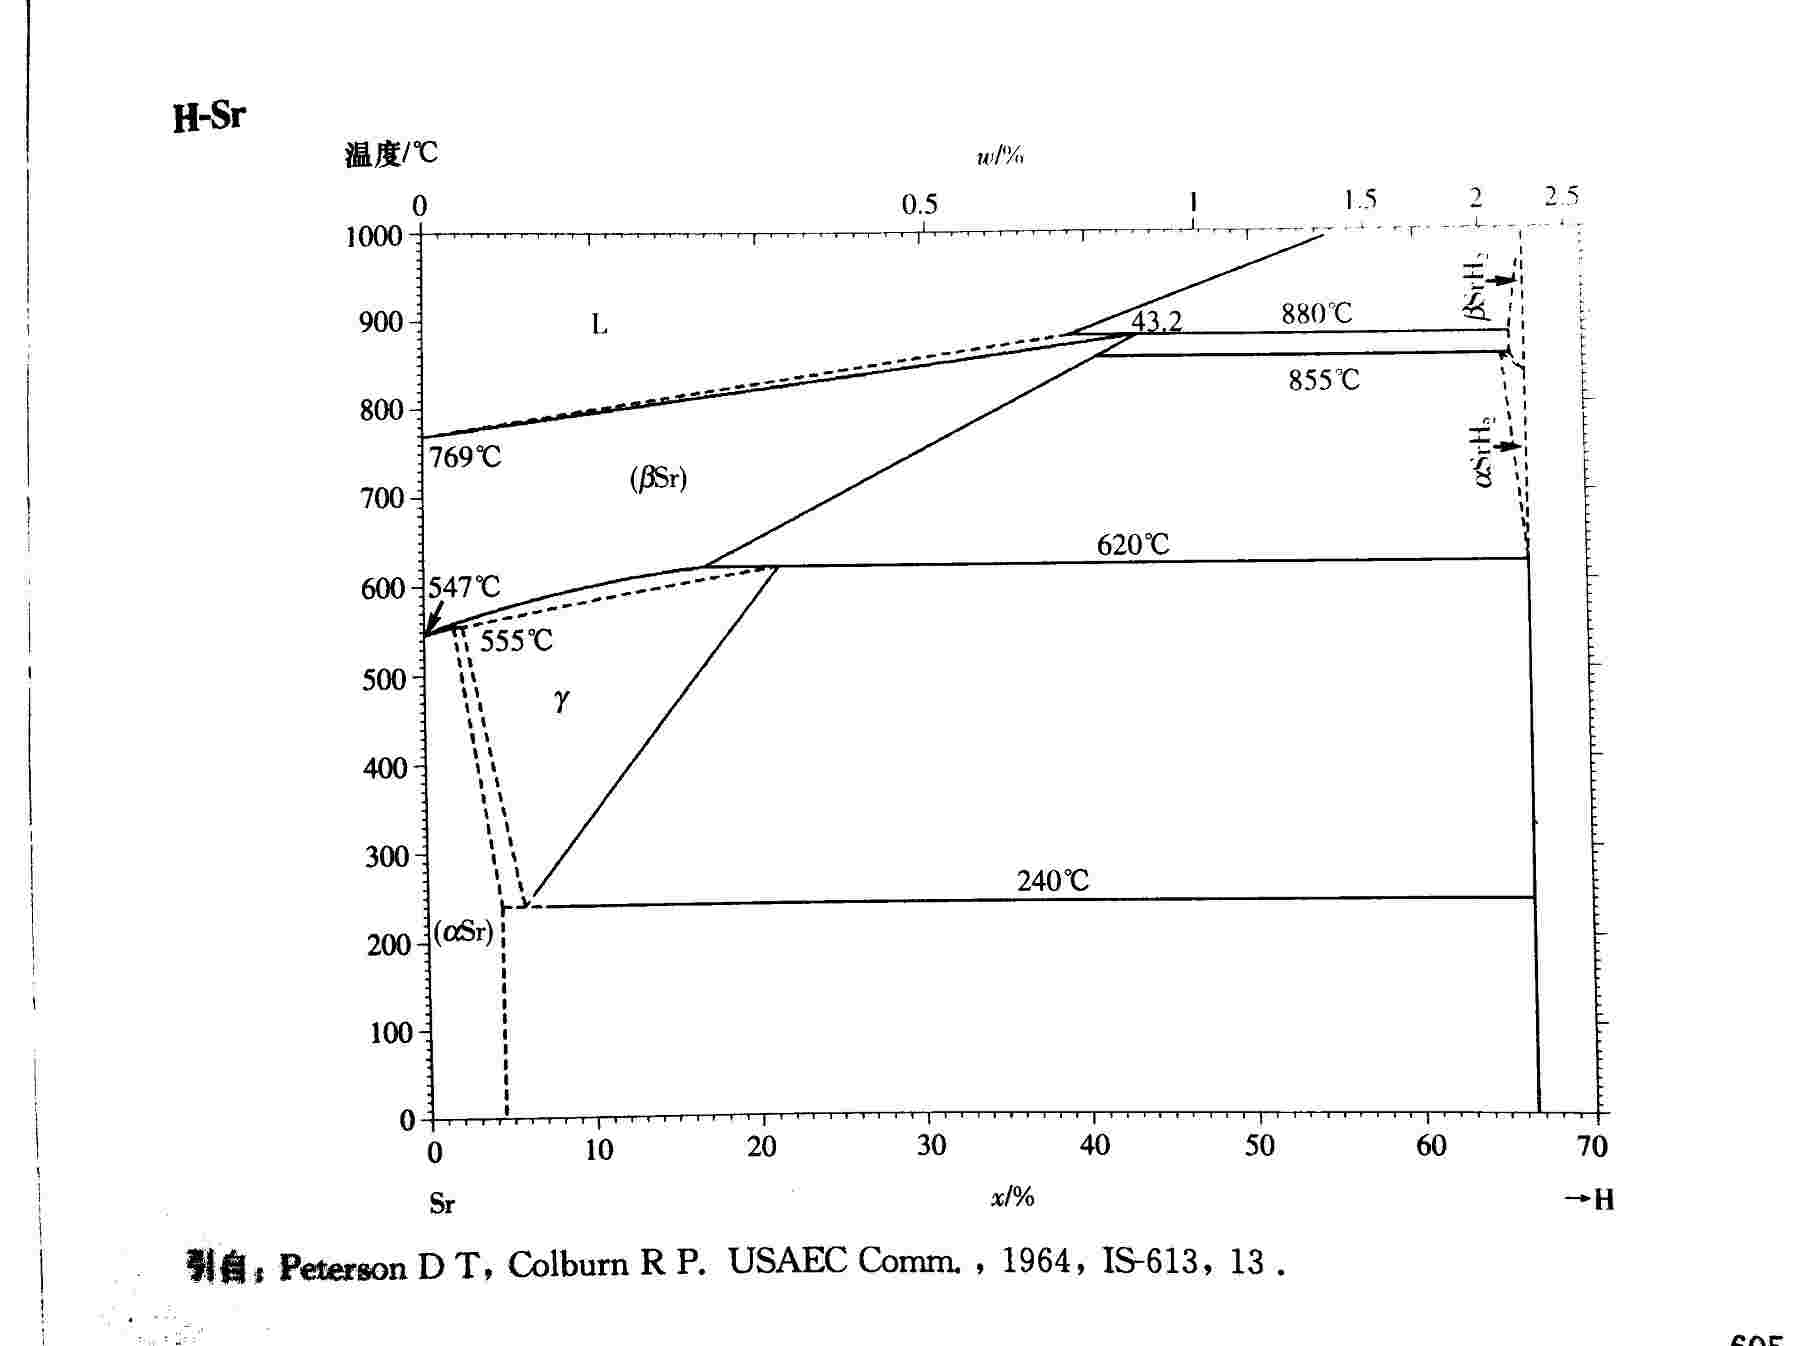 H-Sr
温度/℃
w/%
0 0.5 1 1.5 2 2.5
1000
βSrH2
880℃
43.2
900
L
855℃
800
769℃
αSrH2
(βSr)
700
620℃
547℃
600
555℃
500
γ
400
300
240℃
(αSr)
200
100
0
0 10 20 30 40 50 60 70
Sr x/% →H
引自: Peterson D T, Colburn R P. USAEC Comm., 1964, IS-613, 13.
605